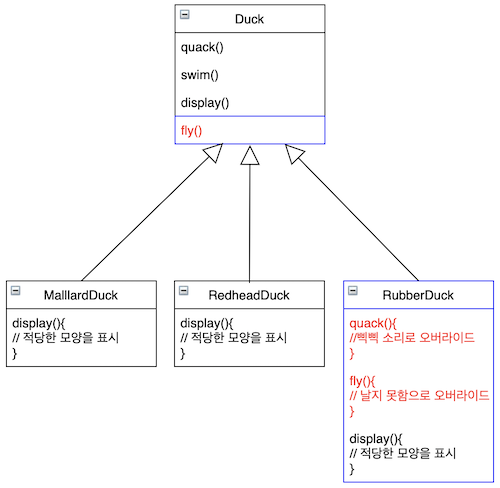 Duck
quack()
swim()
display()
fly()
MalllardDuck
display(){
// 적당한 모양을 표시
}
RedheadDuck
display(){
// 적당한 모양을 표시
}
RubberDuck
quack(){
//삑삑 소리로 오버라이드
}
fly(){
// 날지 못함으로 오버라이드
}
display(){
// 적당한 모양을 표시
}